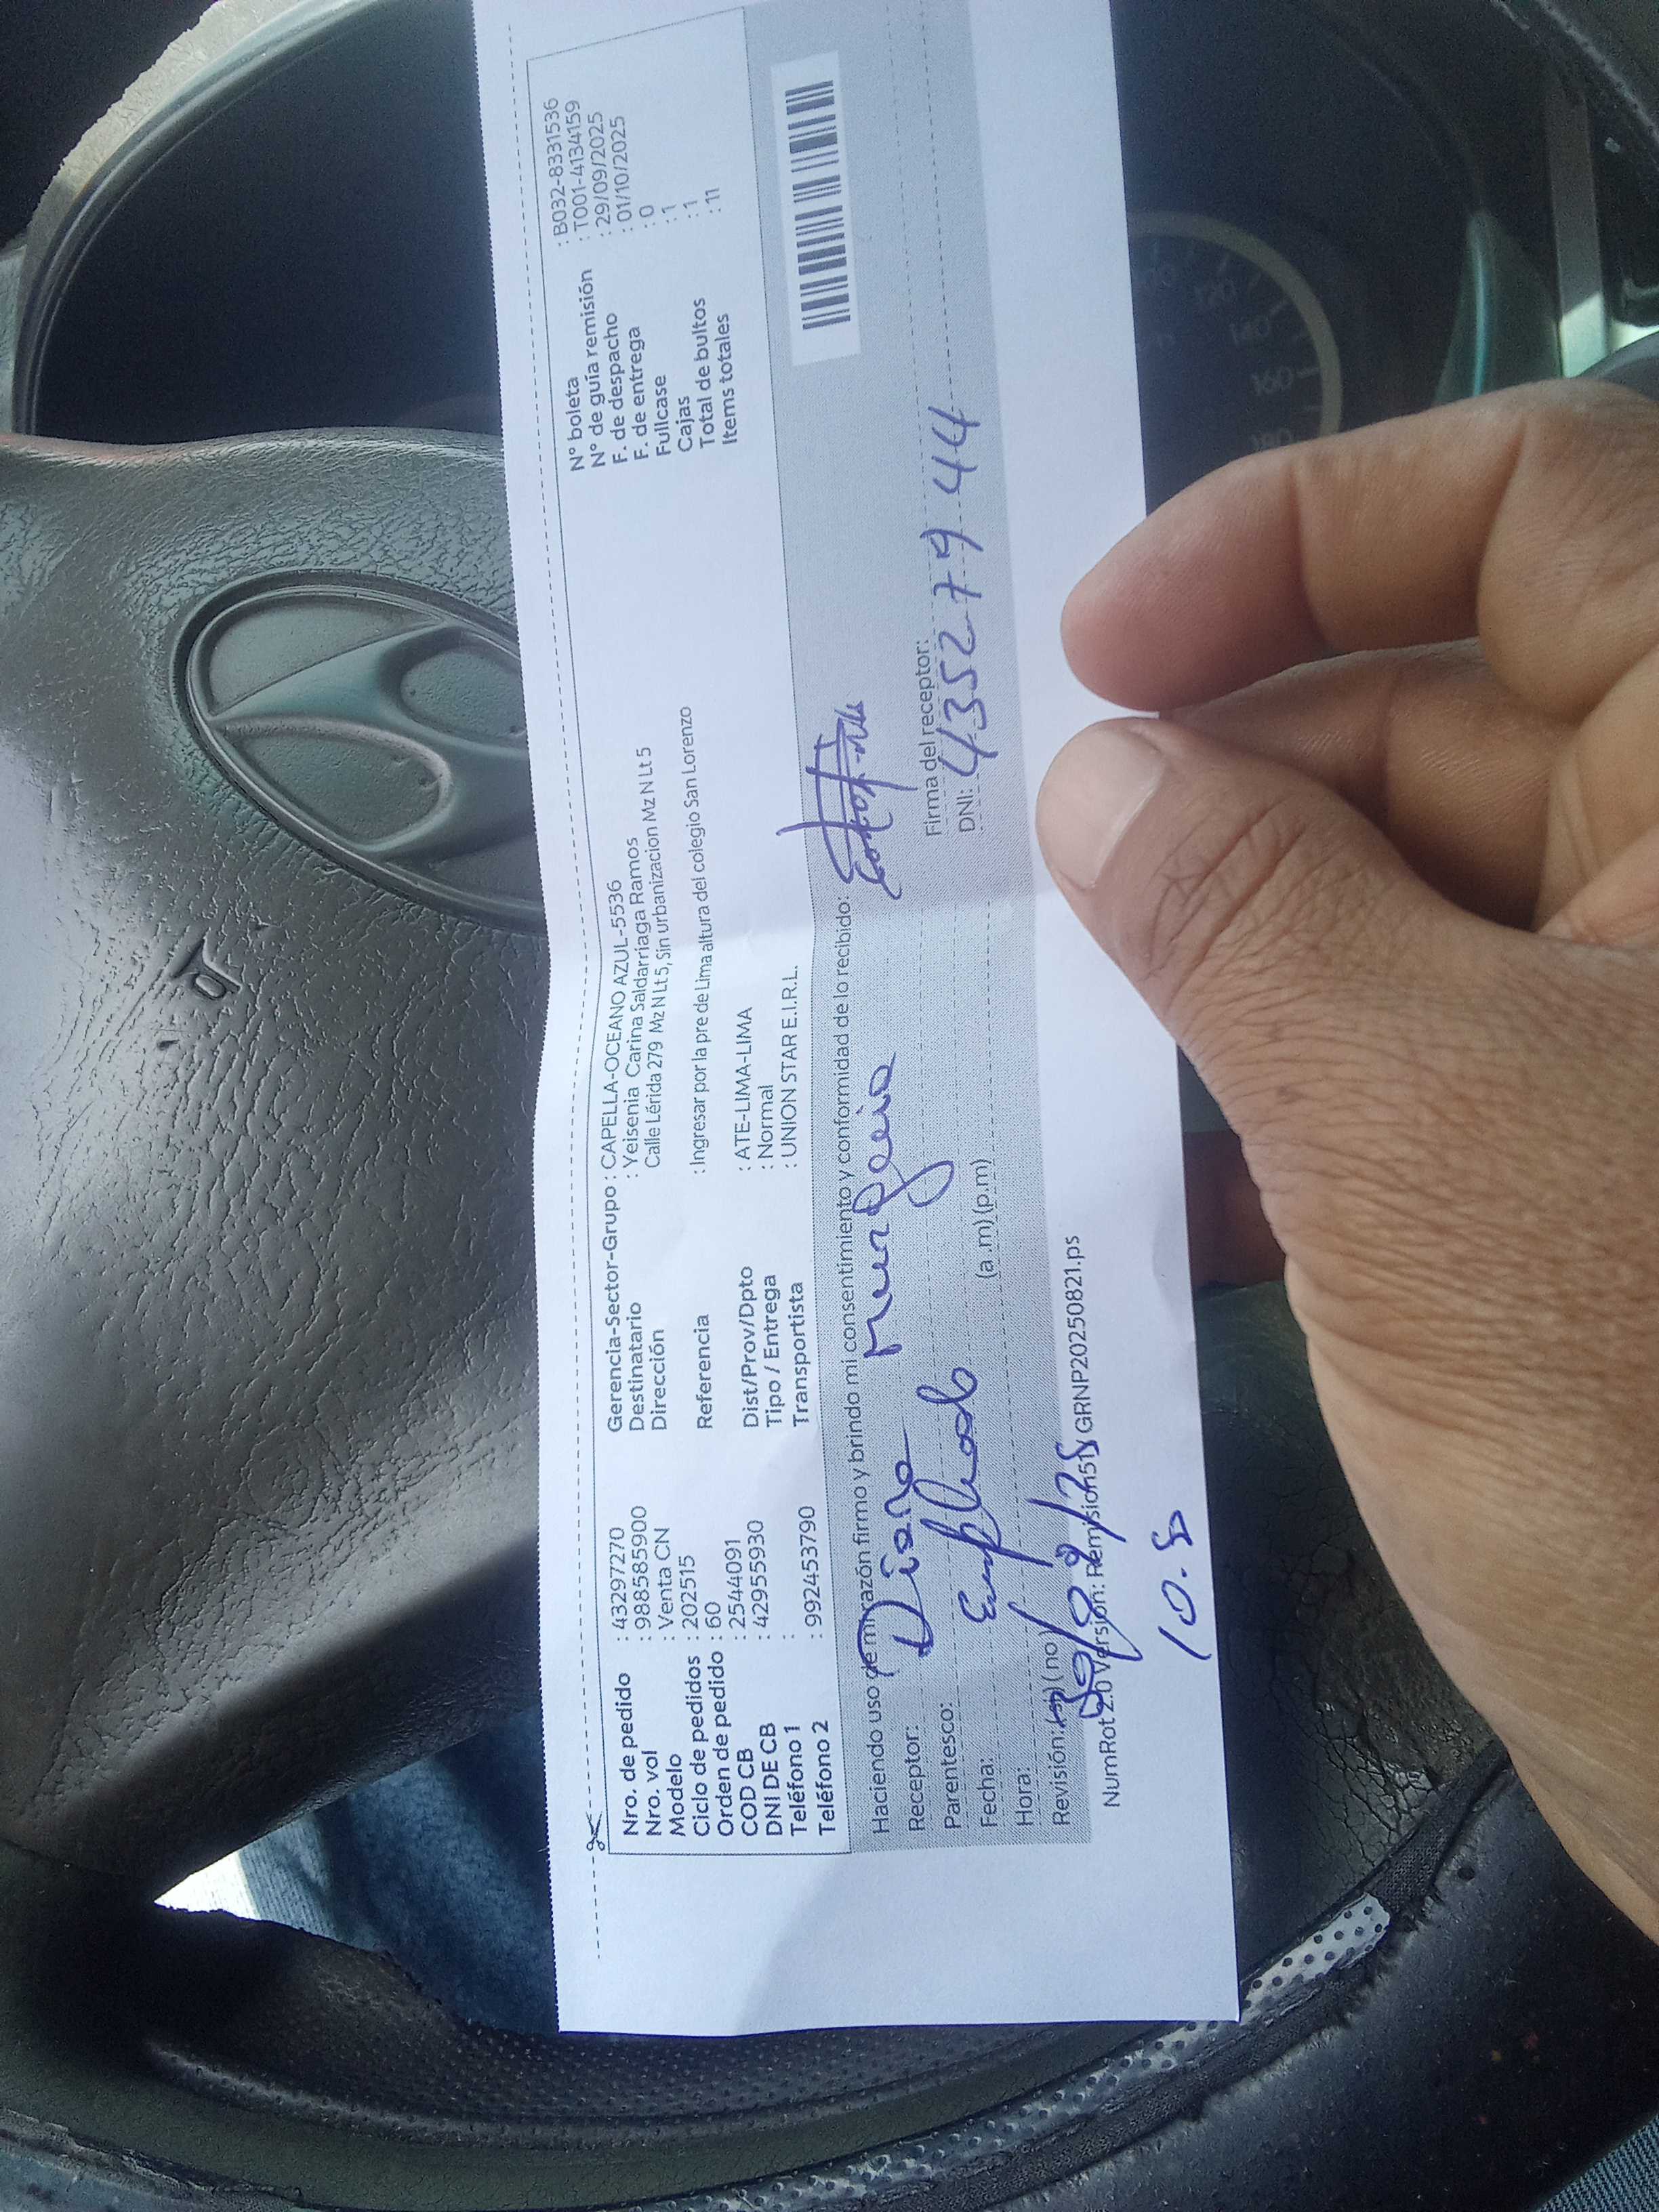 Nro. de pedido : 43297270
Nro. vol : 988585900
Modelo : Venta CN
Ciclo de pedidos : 202515
Orden de pedido : 60
COD CB : 2544091
DNI DE CB : 42955930
Teléfono 1 :
Teléfono 2 : 992453790
Gerencia-Sector-Grupo : CAPELLA-OCEANO AZUL-5536
Destinatario : Yeisenia Carina Saldarriaga Ramos
Dirección Calle Lérida 279 Mz N Lt 5, Sin urbanizacion Mz N Lt 5
Referencia : Ingresar por la pre de Lima altura del colegio San Lorenzo
Dist/Prov/Dpto : ATE-LIMA-LIMA
Tipo / Entrega : Normal
Transportista : UNION STAR E.I.R.L.
N° boleta : B032-8331536
N° de guía remisión : T001-4134159
F. de despacho : 29/09/2025
F. de entrega : 01/10/2025
Fullcase : 0
Cajas : 1
Total de bultos : 1
Items totales : 11
Haciendo uso de mi razón firmo y brindo mi consentimiento y conformidad de lo recibido:
Receptor: Diana
Parentesco: Empleado
Fecha: 30/09/25
Hora: (a.m) (p.m)
Revisión: (no)
Firma del receptor:
DNI: 43527944
NumRot 2.0 Versión: GRNP20250821.ps
10.5
160
140
120